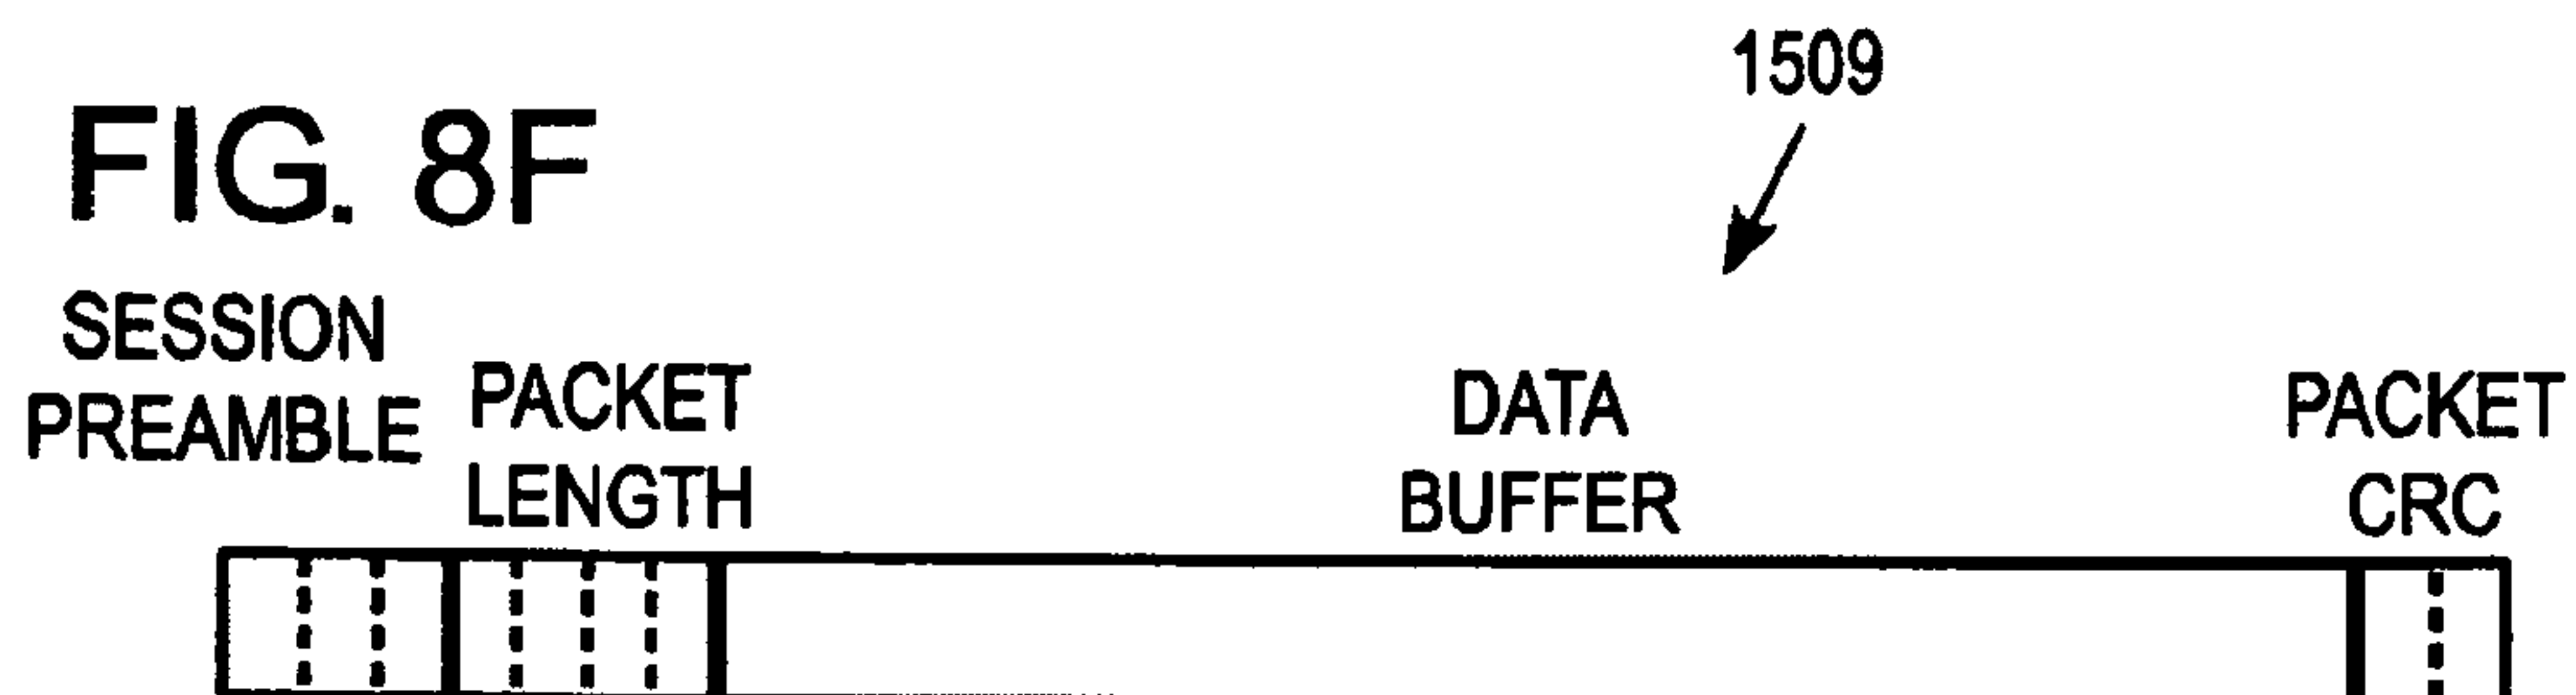 1509
FIG. 8F
SESSION
PREAMBLE
PACKET
LENGTH
DATA
BUFFER
PACKET
CRC